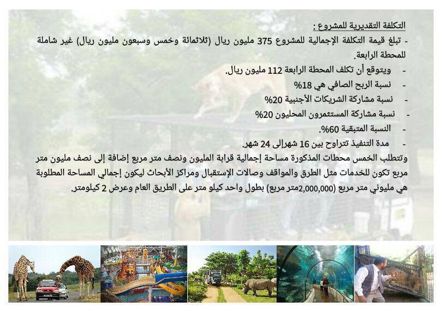 التكلفة التقديرية للمشروع :
- تبلغ قيمة التكلفة الإجمالية للمشروع 375 مليون ريال (ثلاثمائة وخمس وسبعون مليون ريال) غير شاملة
للمحطة الرابعة.
- ويتوقع أن تكلف المحطة الرابعة 112 مليون ريال.
- نسبة الربح الصافي هي 18%
- نسبة مشاركة الشريكات الأجنبية 20%
- نسبة مشاركة المستثمرون المحليون 20%
- النسبة المتبقية 60%.
- مدة التنفيذ تتراوح بين 16 شهرإلى 24 شهر.
وتتطلب الخمس محطات المذكورة مساحة إجمالية قرابة المليون ونصف متر مربع إضافة إلى نصف مليون متر
مربع تكون للخدمات مثل الطرق والمواقف وصالات الإستقبال ومراكز الأبحاث ليكون إجمالي المساحة المطلوبة
هي مليوني متر مربع (2,000,000متر مربع) بطول واحد كيلو متر على الطريق العام وعرض 2 كيلومتر.